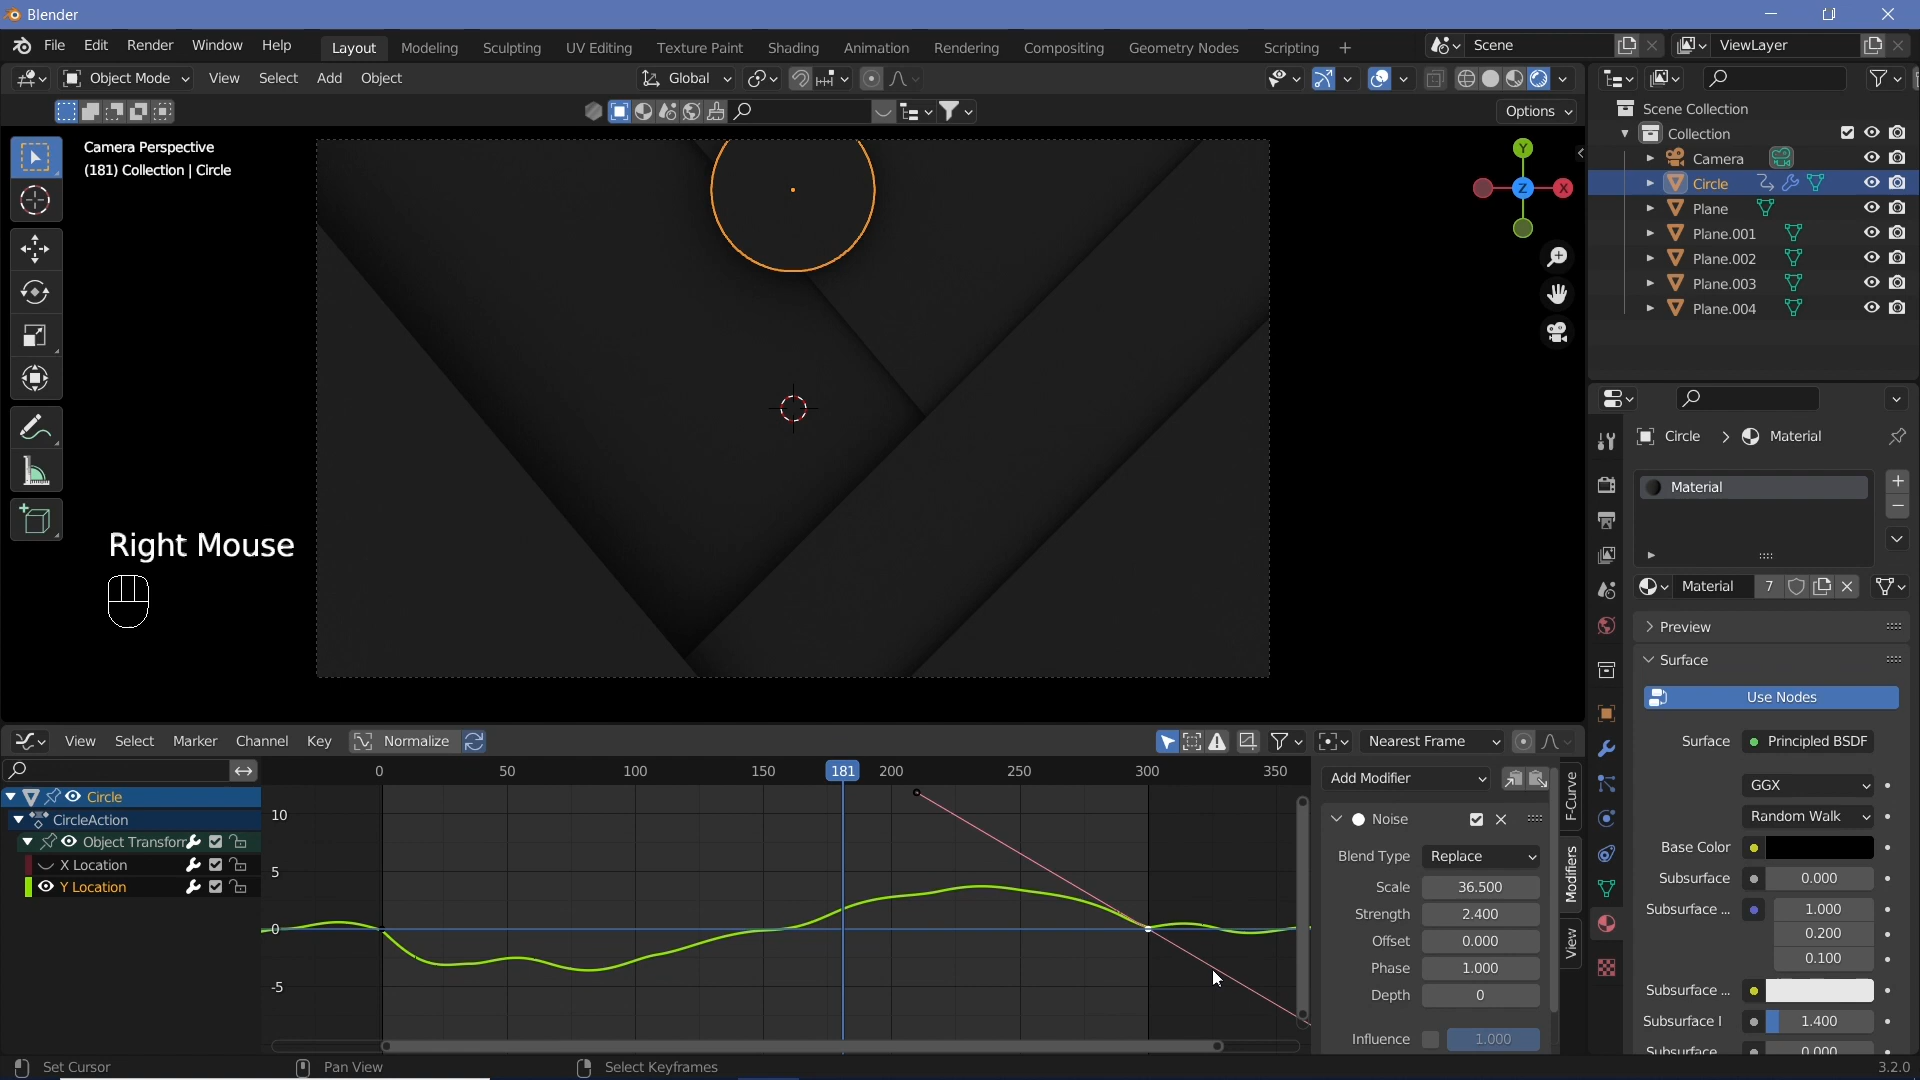 Blender
File Edit Render Window Help Layout Modeling Sculpting UV Editing Texture Paint Shading Animation Rendering Compositing Geometry Nodes Scripting + Scene ViewLayer
Object Mode View Select Add Object Global
Options
Camera Perspective
(181) Collection | Circle
Y
X
Z
Right Mouse
Scene Collection
Collection
Camera
Circle
Plane
Plane.001
Plane.002
Plane.003
Plane.004
Circle > Material
Material
Material 7
Preview
Surface
Use Nodes
Surface Principled BSDF
GGX
Random Walk
Base Color
Subsurface 0.000
Subsurface ... 1.000
0.200
0.100
Subsurface ...
Subsurface I 1.400
Subsurface 0.000
View Select Marker Channel Key Normalize Nearest Frame
0 50 100 150 181 200 250 300 350
Circle
CircleAction
Object Transfor
X Location
Y Location
10
5
0
-5
Add Modifier
Noise
Blend Type Replace
Scale 36.500
Strength 2.400
Offset 0.000
Phase 1.000
Depth 0
Influence 1.000
F-Curve
Modifiers
View
Set Cursor Pan View Select Keyframes 3.2.0